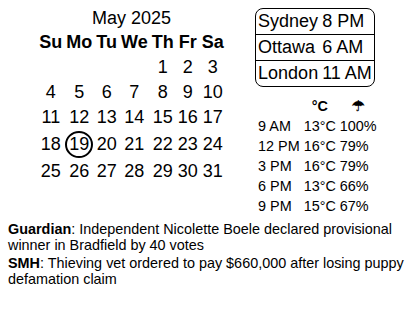 May 2025
Su Mo Tu We Th Fr Sa
1 2 3
4 5 6 7 8 9 10
11 12 13 14 15 16 17
18 19 20 21 22 23 24
25 26 27 28 29 30 31
Sydney 8 PM
Ottawa 6 AM
London 11 AM
°C ☂
9 AM 13°C 100%
12 PM 16°C 79%
3 PM 16°C 79%
6 PM 13°C 66%
9 PM 15°C 67%
Guardian: Independent Nicolette Boele declared provisional
winner in Bradfield by 40 votes
SMH: Thieving vet ordered to pay $660,000 after losing puppy
defamation claim